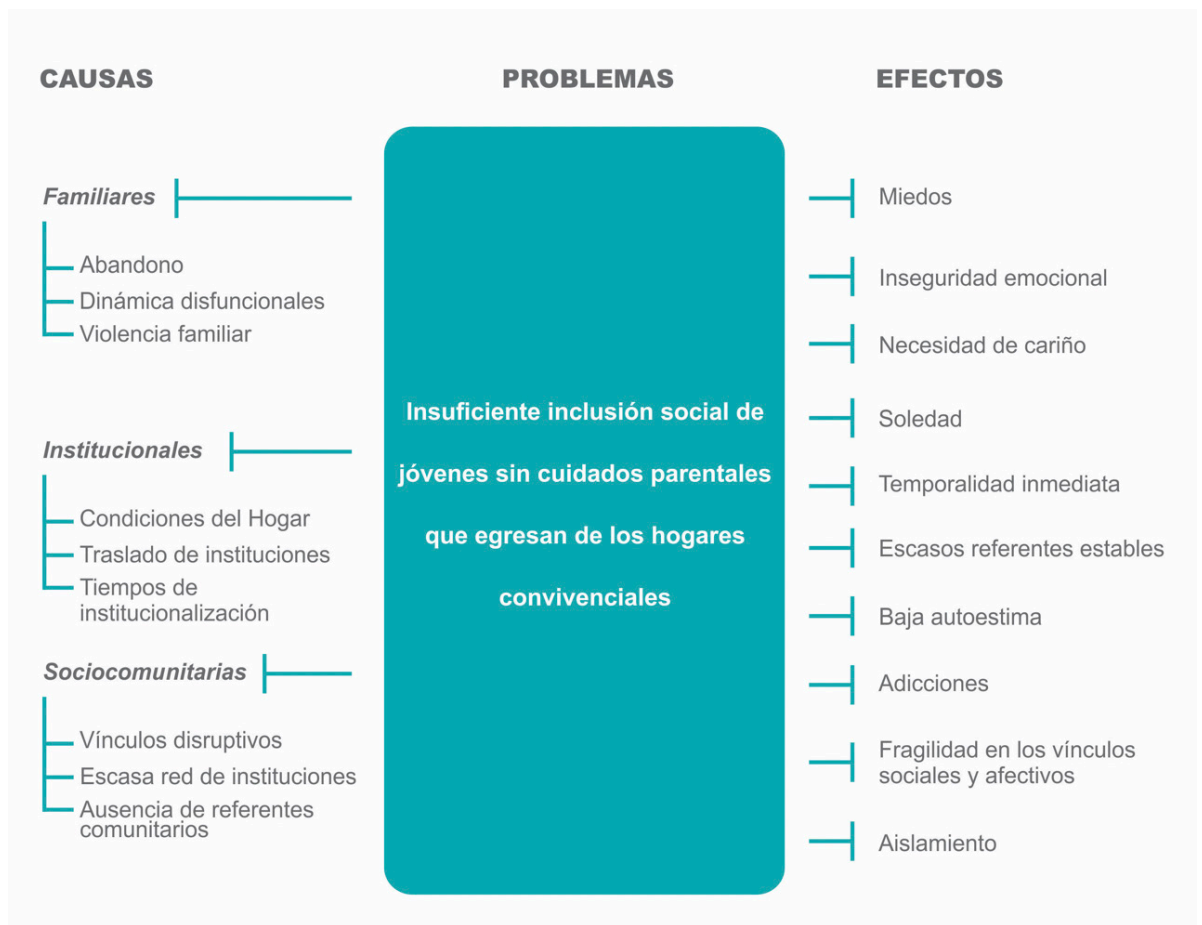 CAUSAS
Familiares
Abandono
Dinámica disfuncionales
Violencia familiar
Institucionales
Condiciones del Hogar
Traslado de instituciones
Tiempos de
institucionalización
Sociocomunitarias
Vínculos disruptivos
Escasa red de instituciones
Ausencia de referentes
comunitarios
PROBLEMAS
Insuficiente inclusión social de
jóvenes sin cuidados parentales
que egresan de los hogares
convivenciales
EFECTOS
Miedos
Inseguridad emocional
Necesidad de cariño
Soledad
Temporalidad inmediata
Escasos referentes estables
Baja autoestima
Adicciones
Fragilidad en los vínculos
sociales y afectivos
Aislamiento